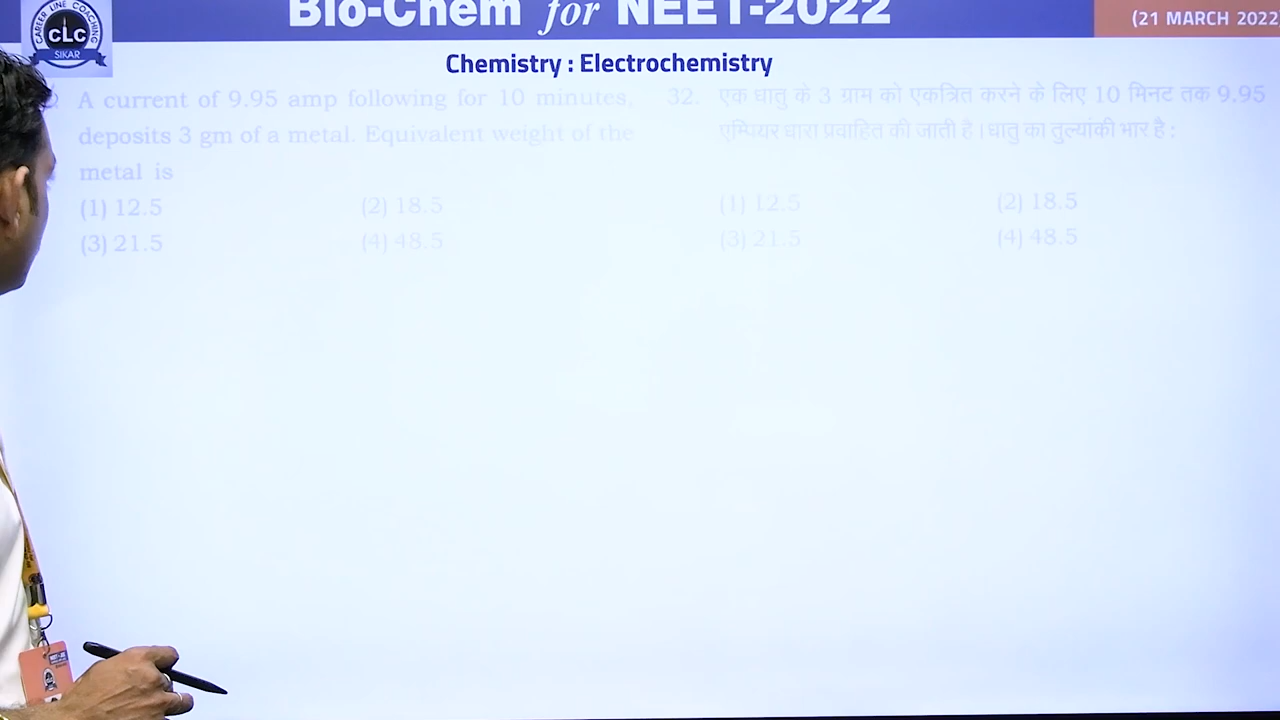 Bio-Chem for NEET-2022
(21 MARCH 2022
CAREER LINE COACHING
CLC
SIKAR
Chemistry : Electrochemistry
A current of 9.95 amp following for 10 minutes,
deposits 3 gm of a metal. Equivalent weight of the
metal is
(1) 12.5 (2) 18.5
(3) 21.5 (4) 48.5
32. एक धातु के 3 ग्राम को एकत्रित करने के लिए 10 मिनट तक 9.95
एम्पियर धारा प्रवाहित की जाती है। धातु का तुल्यांकी भार है :
(1) 12.5 (2) 18.5
(3) 21.5 (4) 48.5